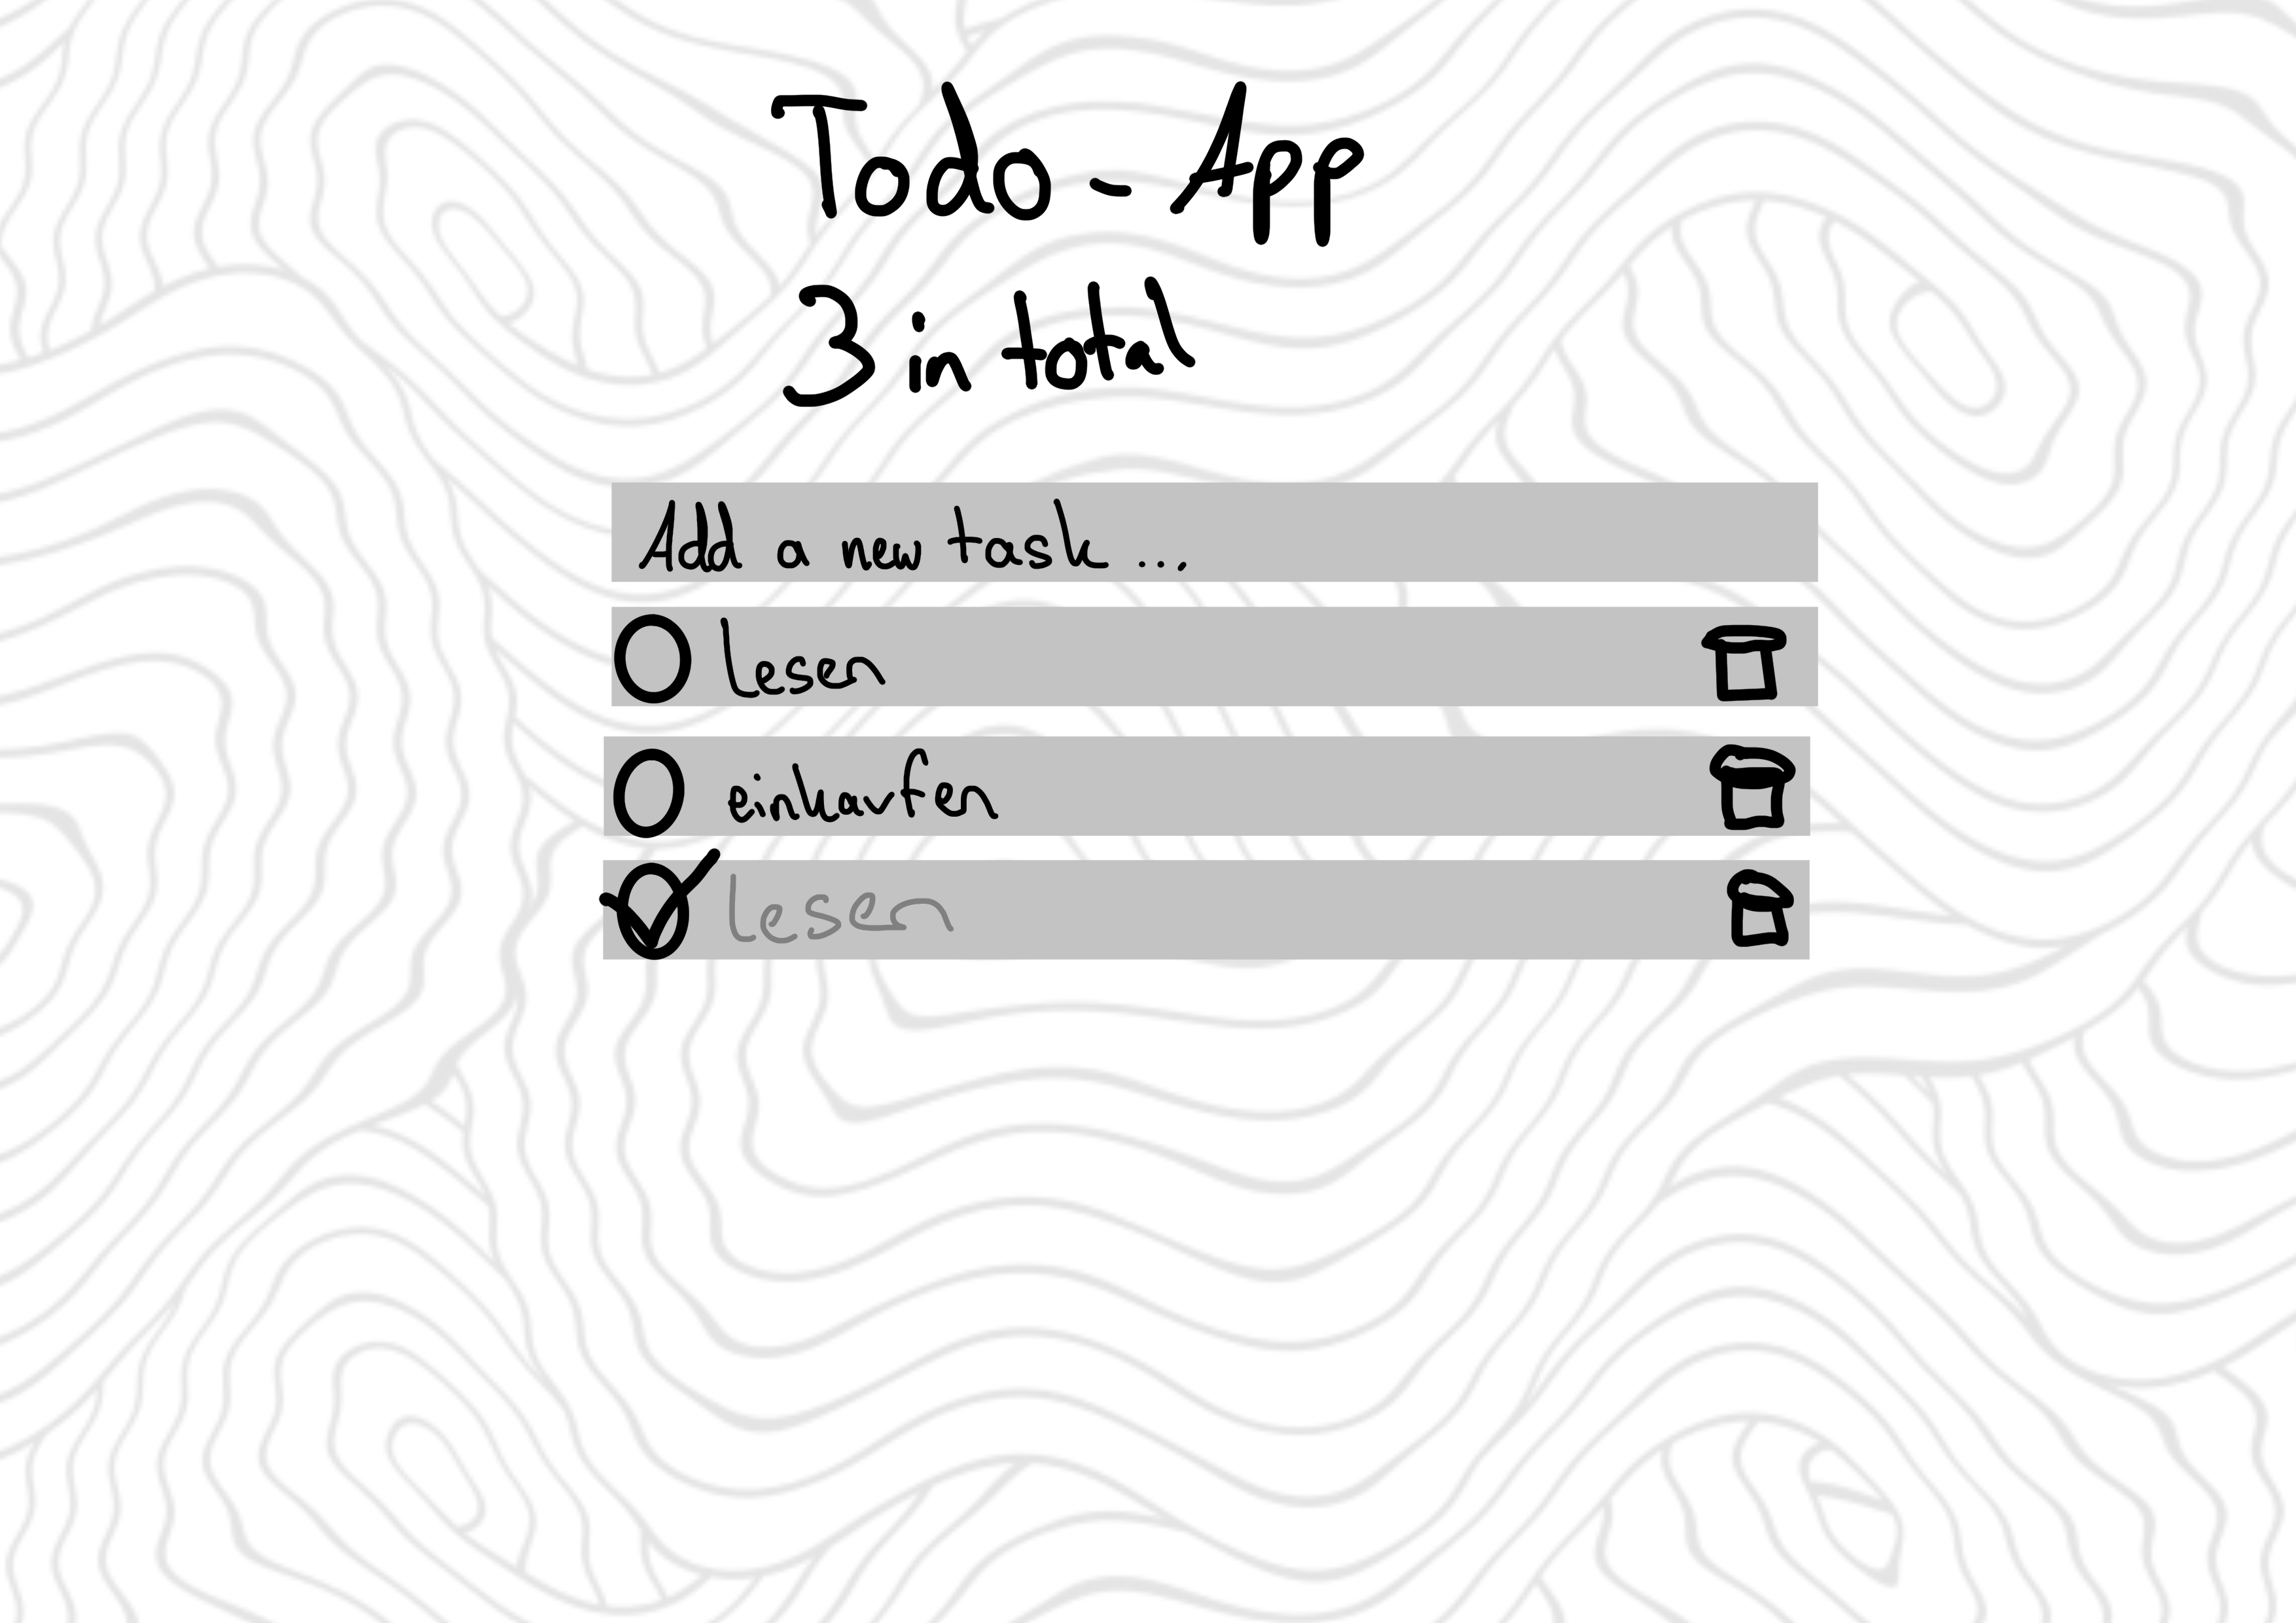 Todo - App
3 in total
Add a new task ...
lesen
einkaufen
lesen